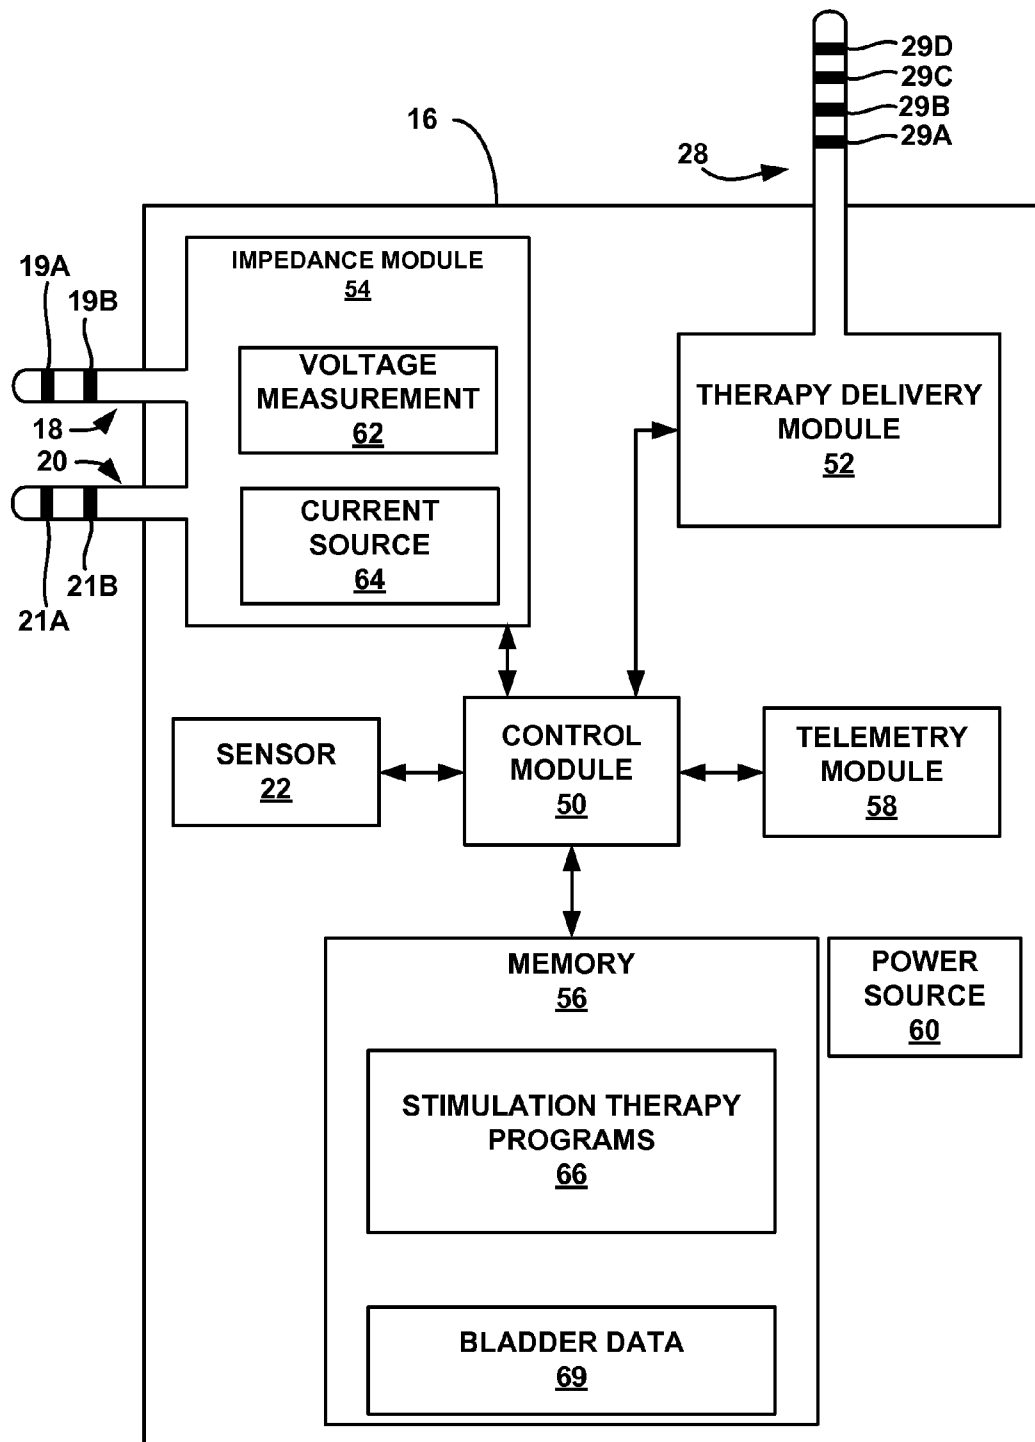 29D
29C
29B
29A
16
28
19A
19B
18
20
21B
21A
IMPEDANCE MODULE
54
VOLTAGE
MEASUREMENT
62
CURRENT
SOURCE
64
THERAPY DELIVERY
MODULE
52
SENSOR
22
CONTROL
MODULE
50
TELEMETRY
MODULE
58
MEMORY
56
POWER
SOURCE
60
STIMULATION THERAPY
PROGRAMS
66
BLADDER DATA
69